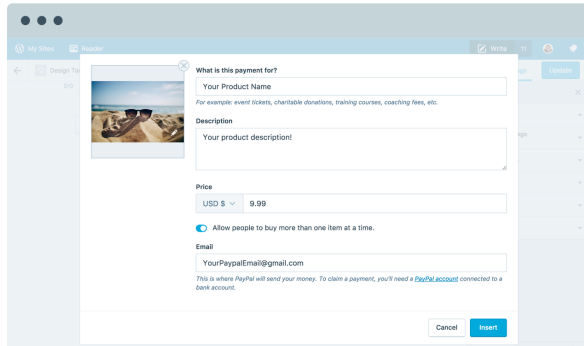 My Sites
Reader
Write
11
Design
Update
What is this payment for?
Your Product Name
For example: event tickets, charitable donations, training courses, coaching fees, etc.
Description
Your product description!
Price
USD $
9.99
Allow people to buy more than one item at a time.
Email
YourPaypalEmail@gmail.com
This is where PayPal will send your money. To claim a payment, you'll need a PayPal account connected to a
bank account.
Cancel
Insert